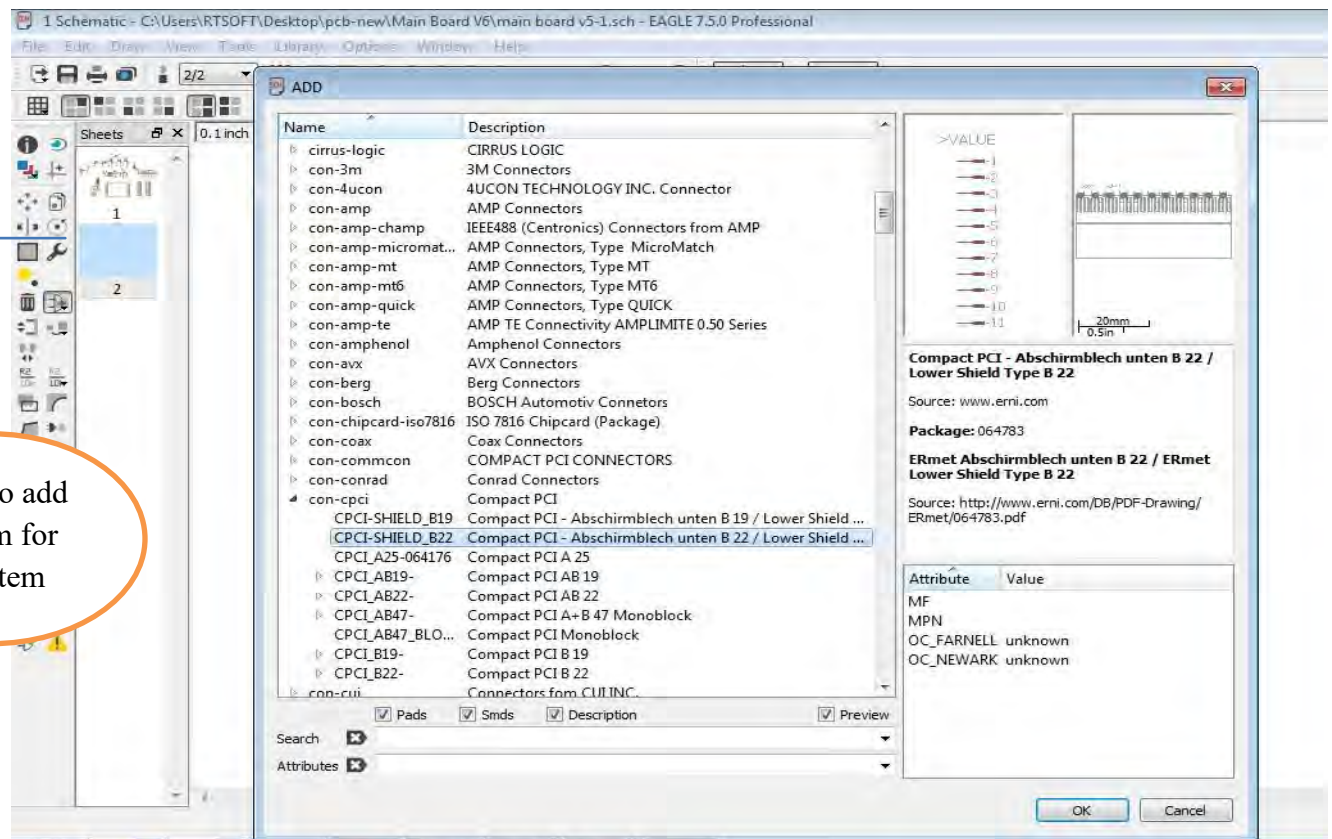 1 Schematic - C:\Users\RTSOFT\Desktop\pcb-new\Main Board V6\main board v5-1.sch - EAGLE 7.5.0 Professional
File Edit Draw View Tools Library Options Window Help
2/2
ADD
Sheets
0.1 inch
1
2
o add
n for
tem
Name Description
cirrus-logic CIRRUS LOGIC
con-3m 3M Connectors
con-4ucon 4UCON TECHNOLOGY INC. Connector
con-amp AMP Connectors
con-amp-champ IEEE488 (Centronics) Connectors from AMP
con-amp-micromat... AMP Connectors, Type MicroMatch
con-amp-mt AMP Connectors, Type MT
con-amp-mt6 AMP Connectors, Type MT6
con-amp-quick AMP Connectors, Type QUICK
con-amp-te AMP TE Connectivity AMPLIMITE 0.50 Series
con-amphenol Amphenol Connectors
con-avx AVX Connectors
con-berg Berg Connectors
con-bosch BOSCH Automotiv Connetors
con-chipcard-iso7816 ISO 7816 Chipcard (Package)
con-coax Coax Connectors
con-commcon COMPACT PCI CONNECTORS
con-conrad Conrad Connectors
con-cpci Compact PCI
CPCI-SHIELD_B19 Compact PCI - Abschirmblech unten B 19 / Lower Shield ...
CPCI-SHIELD_B22 Compact PCI - Abschirmblech unten B 22 / Lower Shield ...
CPCI_A25-064176 Compact PCI A 25
CPCI_AB19- Compact PCI AB 19
CPCI_AB22- Compact PCI AB 22
CPCI_AB47- Compact PCI A+B 47 Monoblock
CPCI_AB47_BLO... Compact PCI Monoblock
CPCI_B19- Compact PCI B 19
CPCI_B22- Compact PCI B 22
con-cui Connectors fom CUI INC.
Pads Smds Description Preview
Search
Attributes
>VALUE
1
2
3
4
5
6
7
8
9
10
11
20mm
0.5in
Compact PCI - Abschirmblech unten B 22 /
Lower Shield Type B 22
Source: www.erni.com
Package: 064783
ERmet Abschirmblech unten B 22 / ERmet
Lower Shield Type B 22
Source: http://www.erni.com/DB/PDF-Drawing/
ERmet/064783.pdf
Attribute Value
MF
MPN
OC_FARNELL unknown
OC_NEWARK unknown
OK Cancel